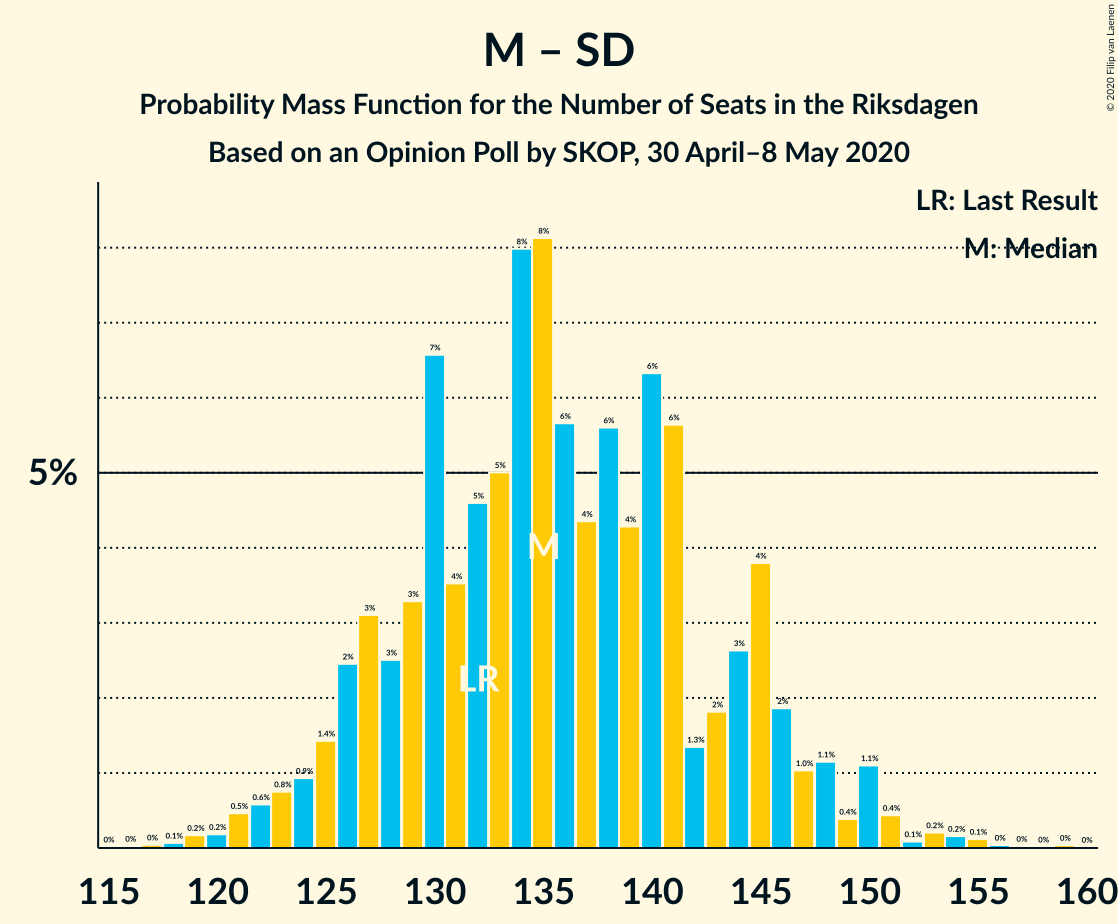 M – SD
Probability Mass Function for the Number of Seats in the Riksdagen
Based on an Opinion Poll by SKOP, 30 April–8 May 2020
© 2020 Filip van Laenen
LR: Last Result
M: Median
5%
0% 0% 0% 0.1% 0.2% 0.2% 0.5% 0.6% 0.8% 0.9% 1.4% 2% 3% 3% 3% 7% 4% 5% 5% 8% 8% 6% 4% 6% 4% 6% 6% 1.3% 2% 3% 4% 2% 1.0% 1.1% 0.4% 1.1% 0.4% 0.1% 0.2% 0.2% 0.1% 0% 0% 0% 0% 0%
M
LR
115 120 125 130 135 140 145 150 155 160